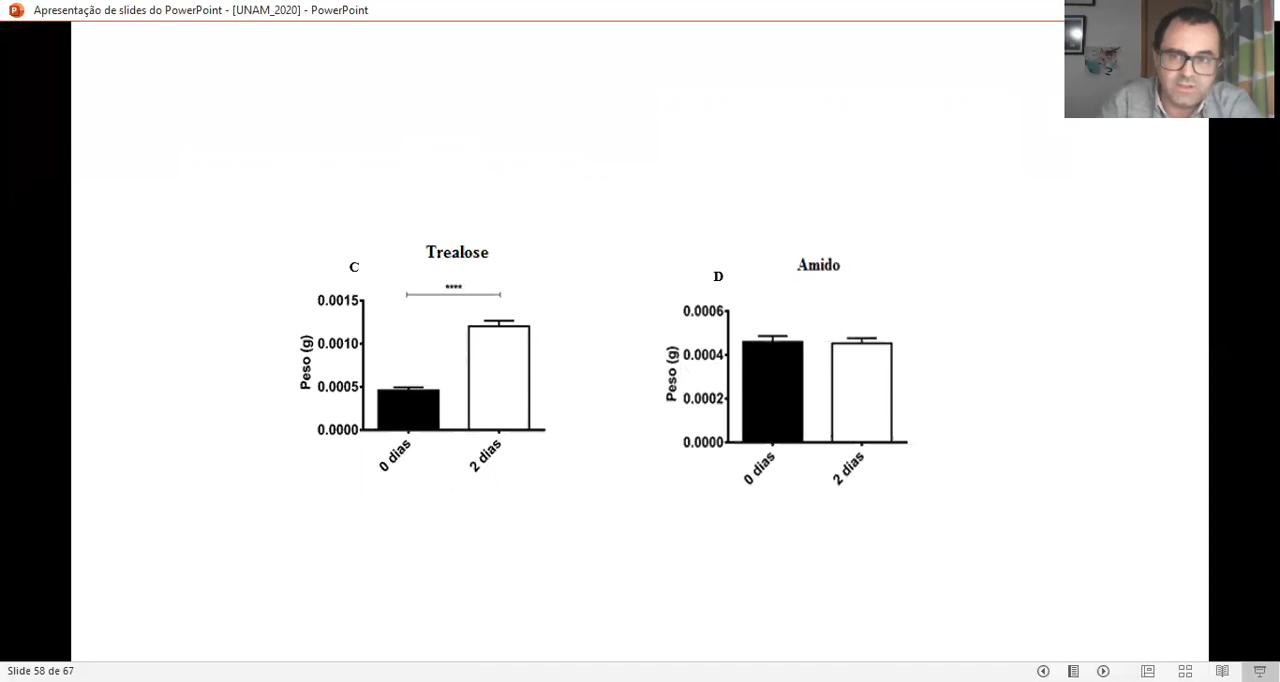 Apresentação de slides do PowerPoint - [UNAM_2020] - PowerPoint
Trealose
C
****
0.0015
0.0010
0.0005
0.0000
Peso (g)
0 dias
2 dias
Amido
D
0.0006
0.0004
0.0002
0.0000
Peso (g)
0 dias
2 dias
Slide 58 de 67